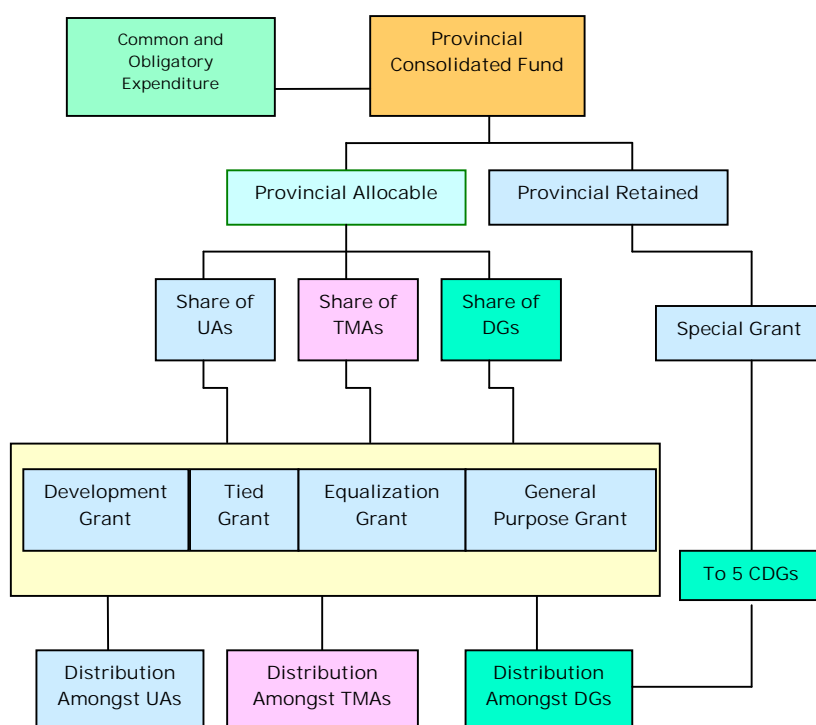 Common and
Obligatory
Expenditure
Provincial
Consolidated Fund
Provincial Allocable
Provincial Retained
Share of
UAs
Share of
TMAs
Share of
DGs
Special Grant
Development
Grant
Tied
Grant
Equalization
Grant
General
Purpose Grant
To 5 CDGs
Distribution
Amongst UAs
Distribution
Amongst TMAs
Distribution
Amongst DGs